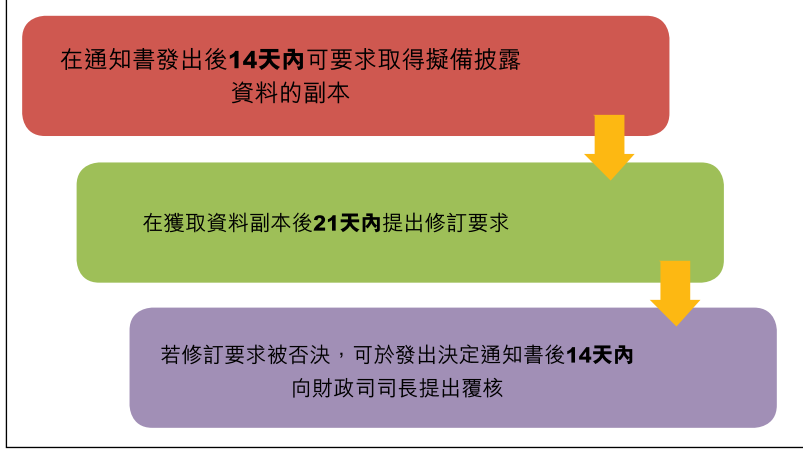 在通知書發出後14天內可要求取得擬備披露
資料的副本
在獲取資料副本後21天內提出修訂要求
若修訂要求被否決，可於發出決定通知書後14天內
向財政司司長提出覆核